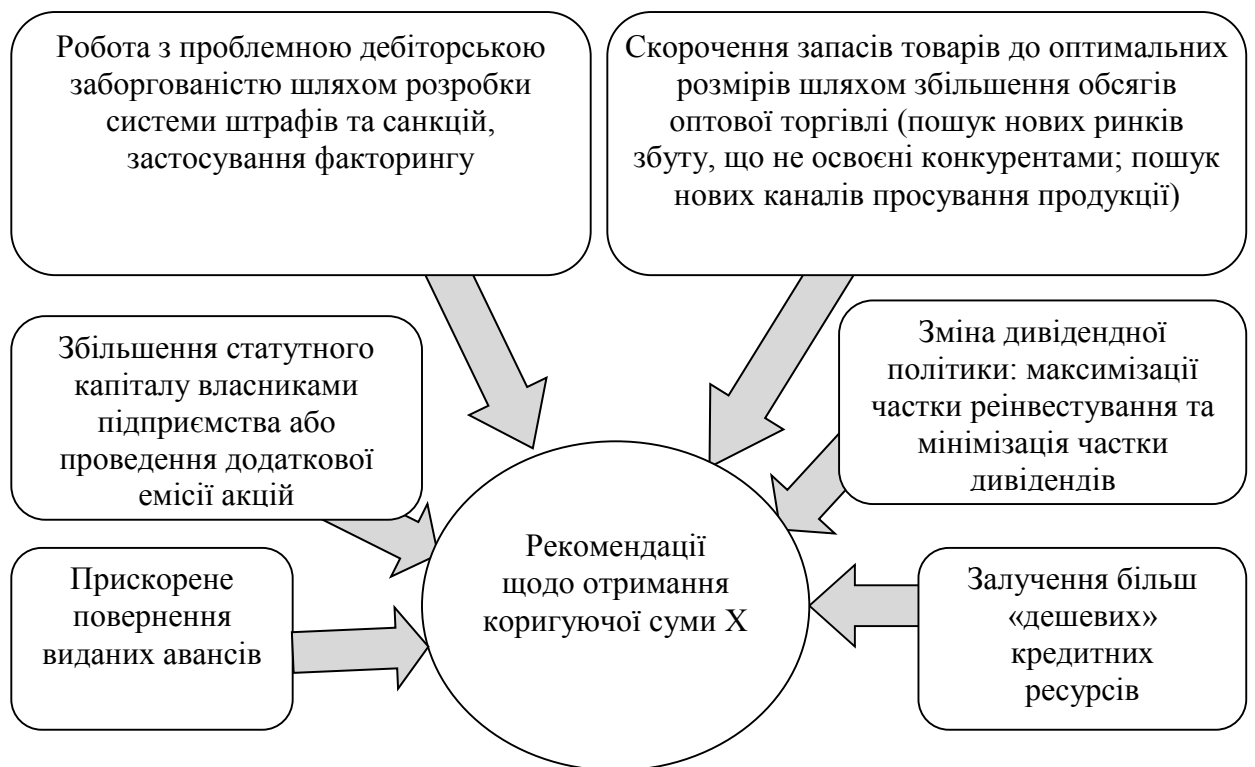 Робота з проблемною дебіторською
заборгованістю шляхом розробки
системи штрафів та санкцій,
застосування факторингу
Скорочення запасів товарів до оптимальних
розмірів шляхом збільшення обсягів
оптової торгівлі (пошук нових ринків
збуту, що не освоєні конкурентами; пошук
нових каналів просування продукції)
Збільшення статутного
капіталу власниками
підприємства або
проведення додаткової
емісії акцій
Зміна дивідендної
політики: максимізації
частки реінвестування та
мінімізація частки
дивідендів
Прискорене
повернення
виданих авансів
Рекомендації
щодо отримання
коригуючої суми Х
Залучення більш
«дешевих»
кредитних
ресурсів